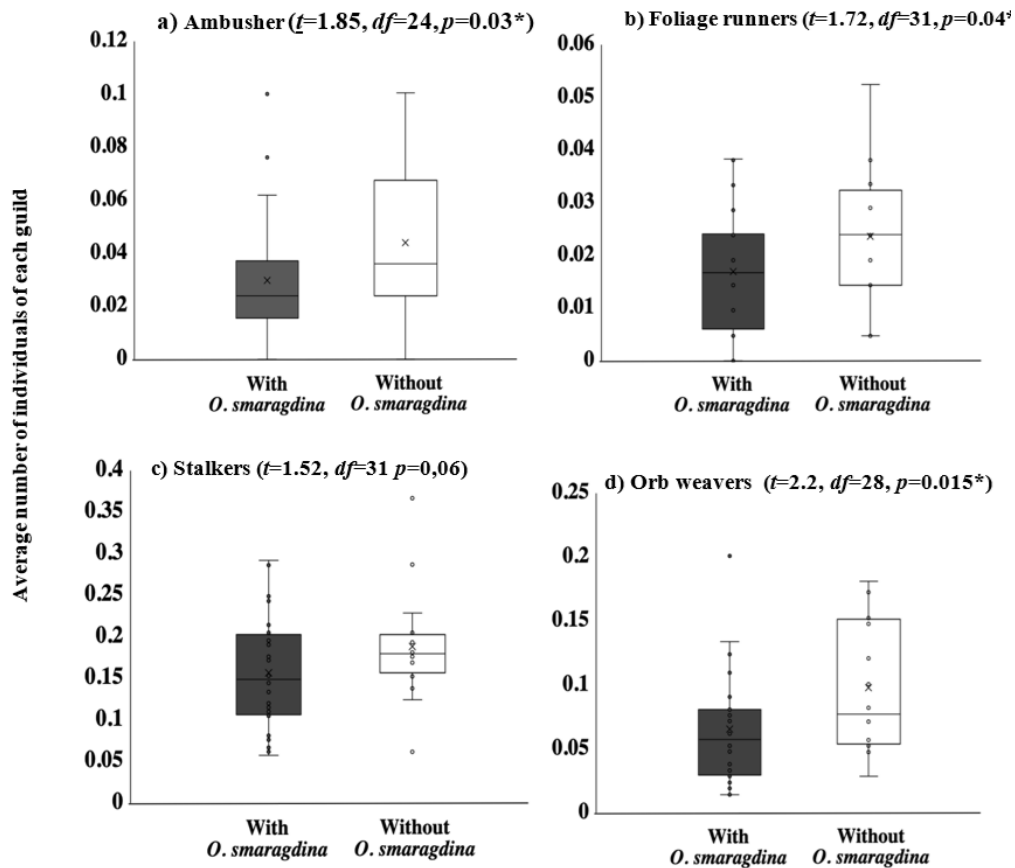 Average number of individuals of each guild
a) Ambusher (t=1.85, df=24, p=0.03*)
0.12
0.1
0.08
0.06
0.04
0.02
0
With
O. smaragdina
Without
O. smaragdina
b) Foliage runners (t=1.72, df=31, p=0.04*
0.06
0.05
0.04
0.03
0.02
0.01
0
With
O. smaragdina
Without
O. smaragdina
c) Stalkers (t=1.52, df=31 p=0,06)
0.4
0.35
0.3
0.25
0.2
0.15
0.1
0.05
0
With
O. smaragdina
Without
O. smaragdina
d) Orb weavers (t=2.2, df=28, p=0.015*)
0.25
0.2
0.15
0.1
0.05
0
With
O. smaragdina
Without
O. smaragdina